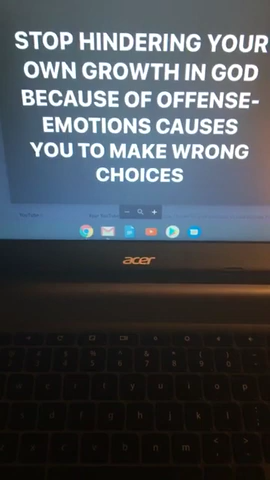 STOP HINDERING YOUR
OWN GROWTH IN GOD
BECAUSE OF OFFENSE-
EMOTIONS CAUSES
YOU TO MAKE WRONG
CHOICES
acer
y u i o p
h j k l
b n m